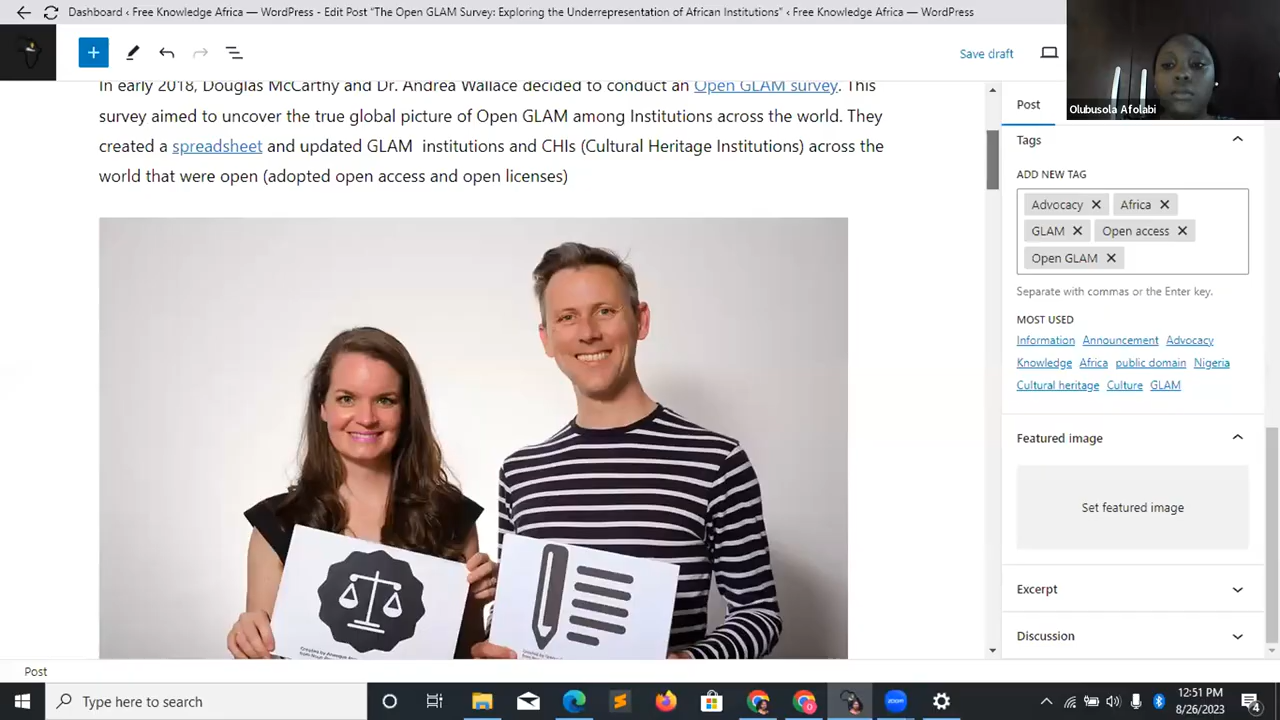 Dashboard ‹ Free Knowledge Africa — WordPress - Edit Post “The Open GLAM Survey: Exploring the Underrepresentation of African Institutions” ‹ Free Knowledge Africa — WordPress
Save draft
Olubusola Afolabi
In early 2018, Douglas McCarthy and Dr. Andrea Wallace decided to conduct an Open GLAM survey. This
survey aimed to uncover the true global picture of Open GLAM among Institutions across the world. They
created a spreadsheet and updated GLAM institutions and CHIs (Cultural Heritage Institutions) across the
world that were open (adopted open access and open licenses)
Post
Tags
ADD NEW TAG
Advocacy
Africa
GLAM
Open access
Open GLAM
Separate with commas or the Enter key.
MOST USED
Information Announcement Advocacy
Knowledge Africa public domain Nigeria
Cultural heritage Culture GLAM
Featured image
Set featured image
Excerpt
Discussion
Post
Type here to search
zoom
12:51 PM
8/26/2023
4